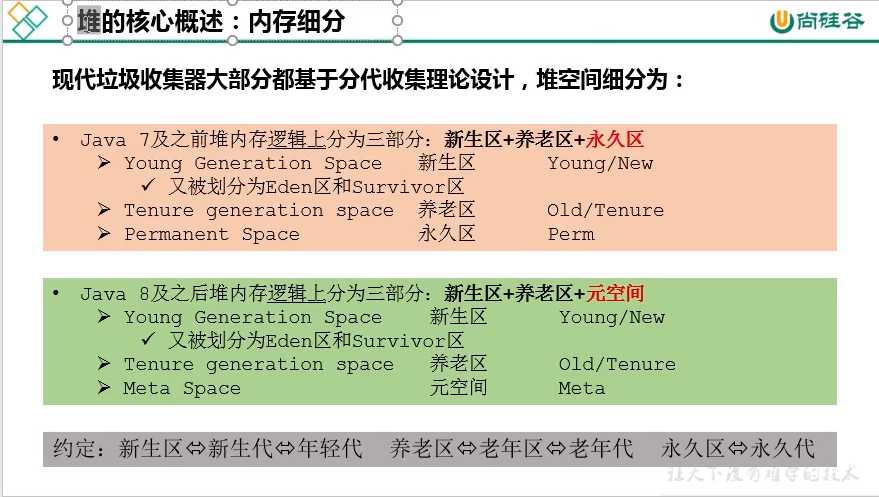 堆的核心概述：内存细分
尚硅谷
现代垃圾收集器大部分都基于分代收集理论设计，堆空间细分为：
• Java 7及之前堆内存逻辑上分为三部分：新生区+养老区+永久区
➢ Young Generation Space 新生区 Young/New
✓ 又被划分为Eden区和Survivor区
➢ Tenure generation space 养老区 Old/Tenure
➢ Permanent Space 永久区 Perm
• Java 8及之后堆内存逻辑上分为三部分：新生区+养老区+元空间
➢ Young Generation Space 新生区 Young/New
✓ 又被划分为Eden区和Survivor区
➢ Tenure generation space 养老区 Old/Tenure
➢ Meta Space 元空间 Meta
约定：新生区⇔新生代⇔年轻代 养老区⇔老年区⇔老年代 永久区⇔永久代
让天下没有难学的技术